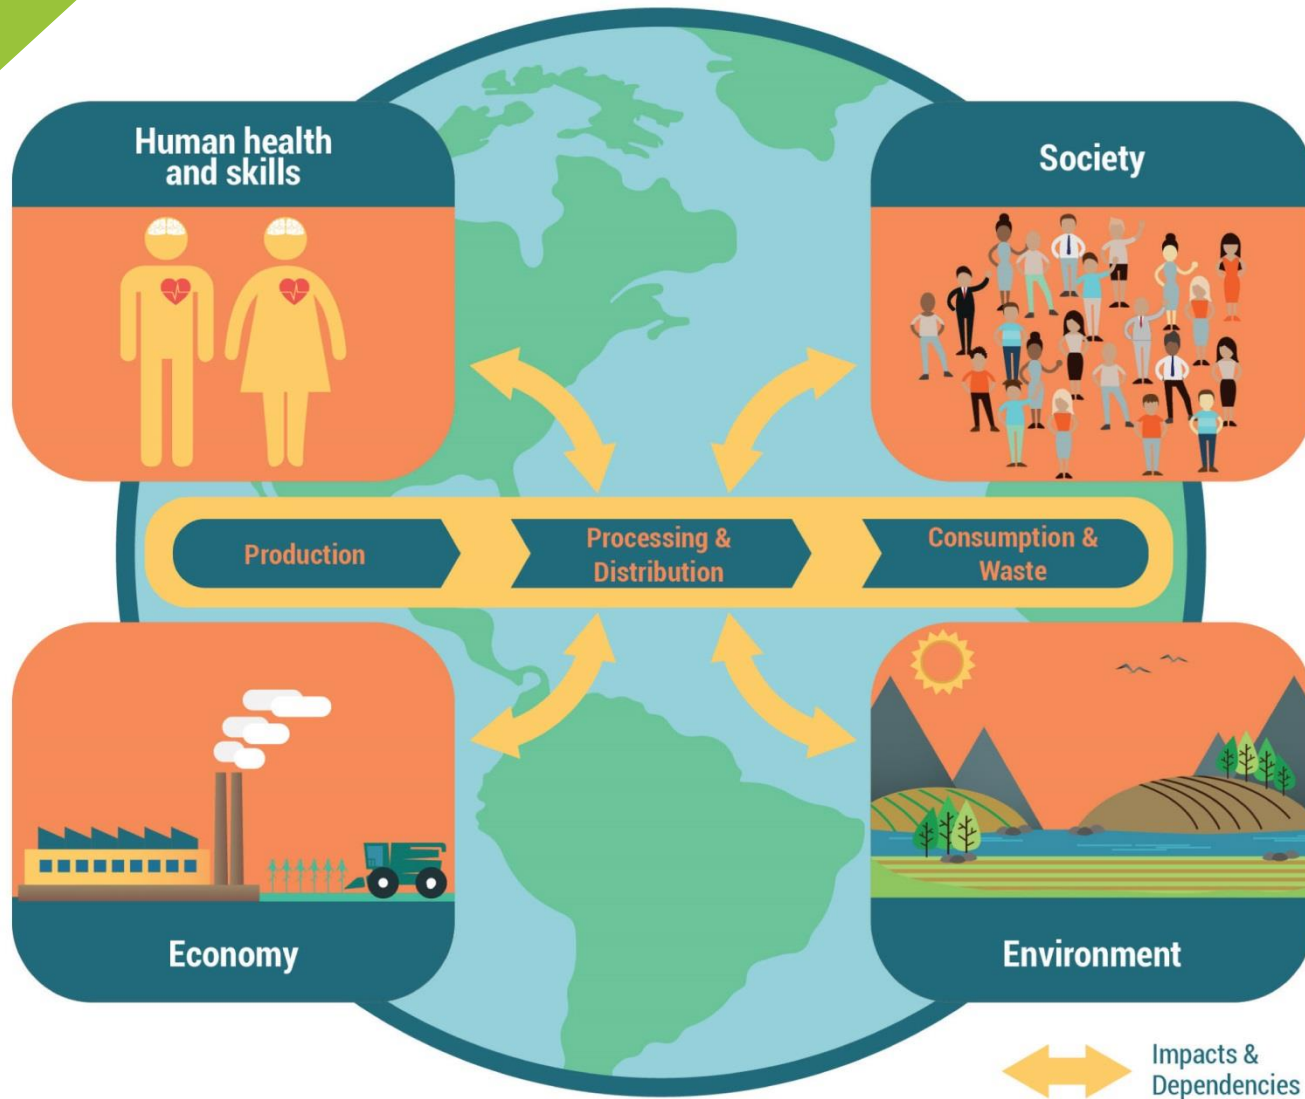 Human health
and skills
Society
Production
Processing &
Distribution
Consumption &
Waste
Economy
Environment
Impacts &
Dependencies